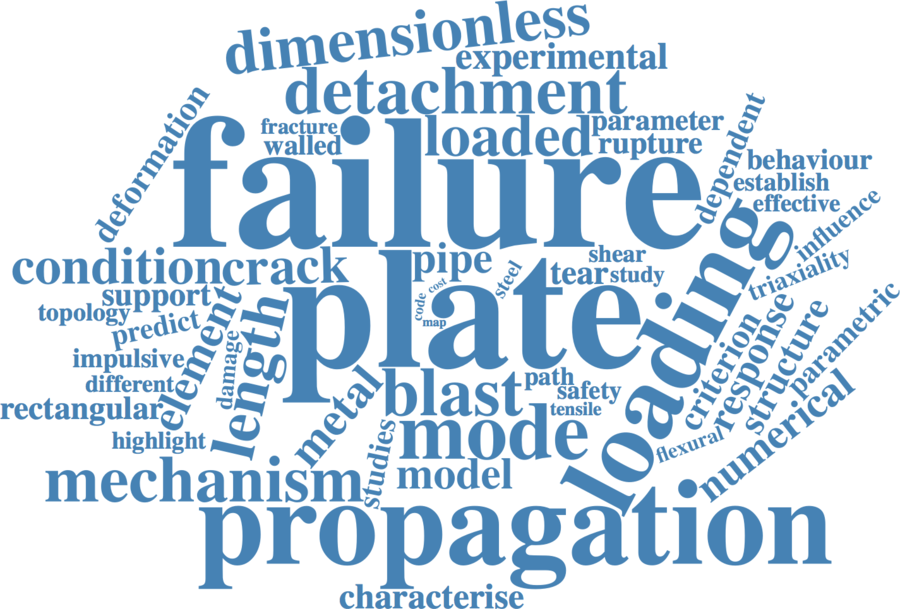 dimensionless
experimental
detachment
deformation
fracture
walled
loaded
parameter
rupture
dependent
failure
behaviour
establish
effective
influence
triaxiality
condition
crack
pipe
shear
tear
study
steel
cost
code
map
plate
loading
support
topology
predict
impulsive
different
rectangular
highlight
element
damage
length
metal
blast
path
safety
tensile
criterion
response
structure
parametric
numerical
flexural
mode
model
studies
mechanism
propagation
characterise